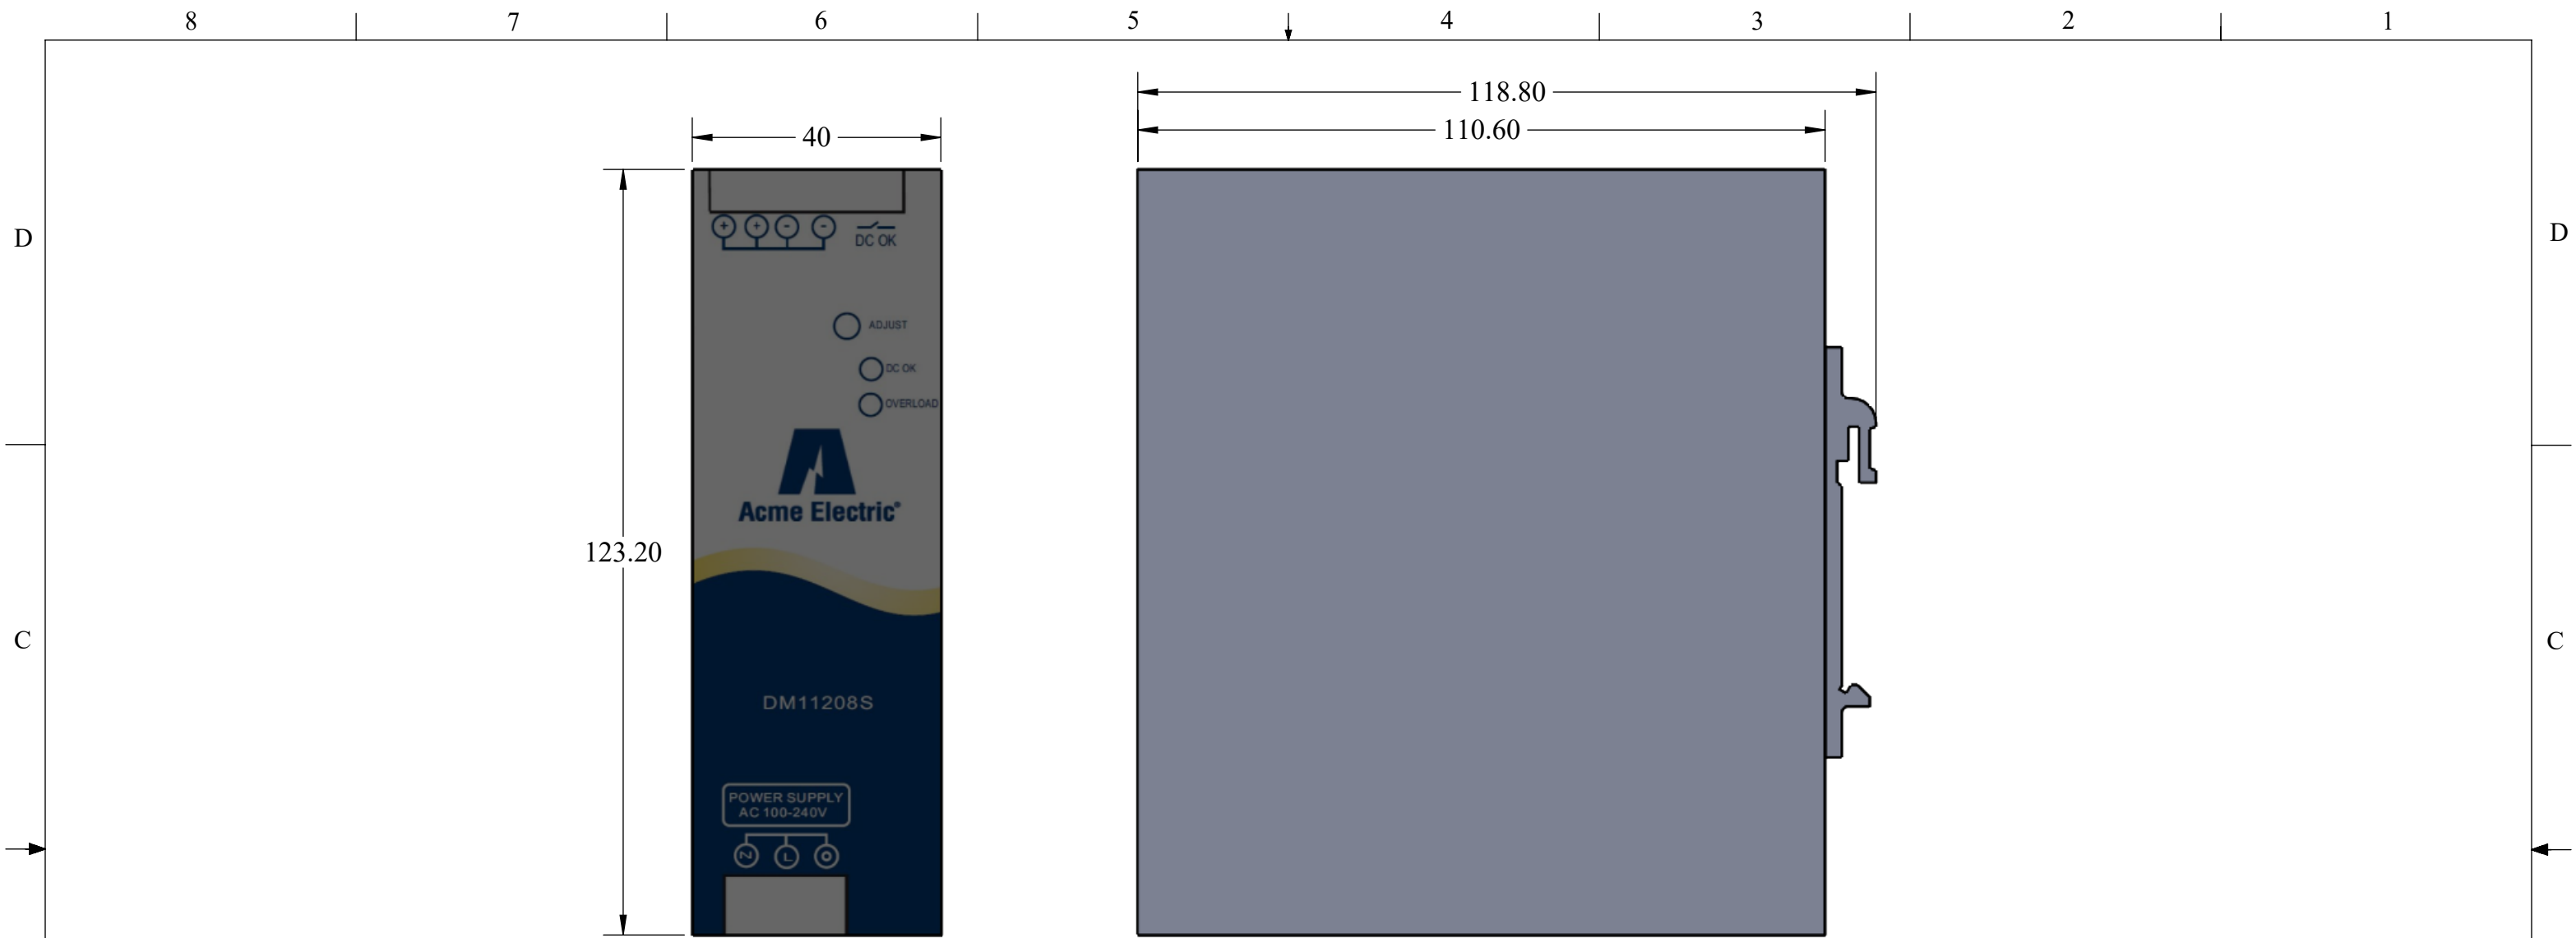 8 7 6 5 4 3 2 1
118.80
110.60
40
D D
+ + - -
DC OK
ADJUST
DC OK
OVERLOAD
Acme Electric®
123.20
C C
DM11208S
POWER SUPPLY
AC 100-240V
N L